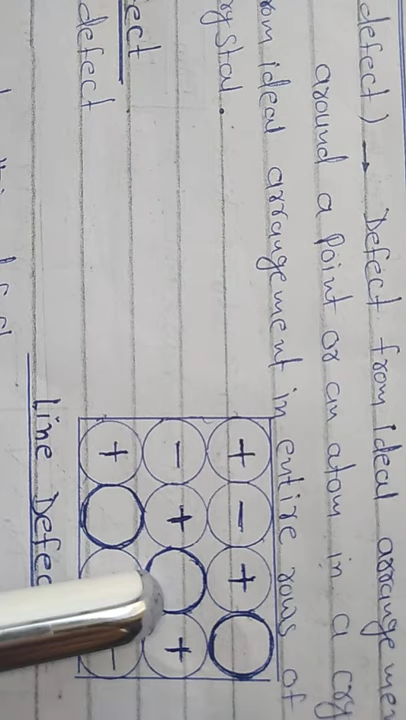 defect) → Defect from ideal arrangemen
around a point or an atom in a cry
om ideal arrangement in entire rows of
ystal.
ect
defect
+ - +
- + +
+ -
Line Defec